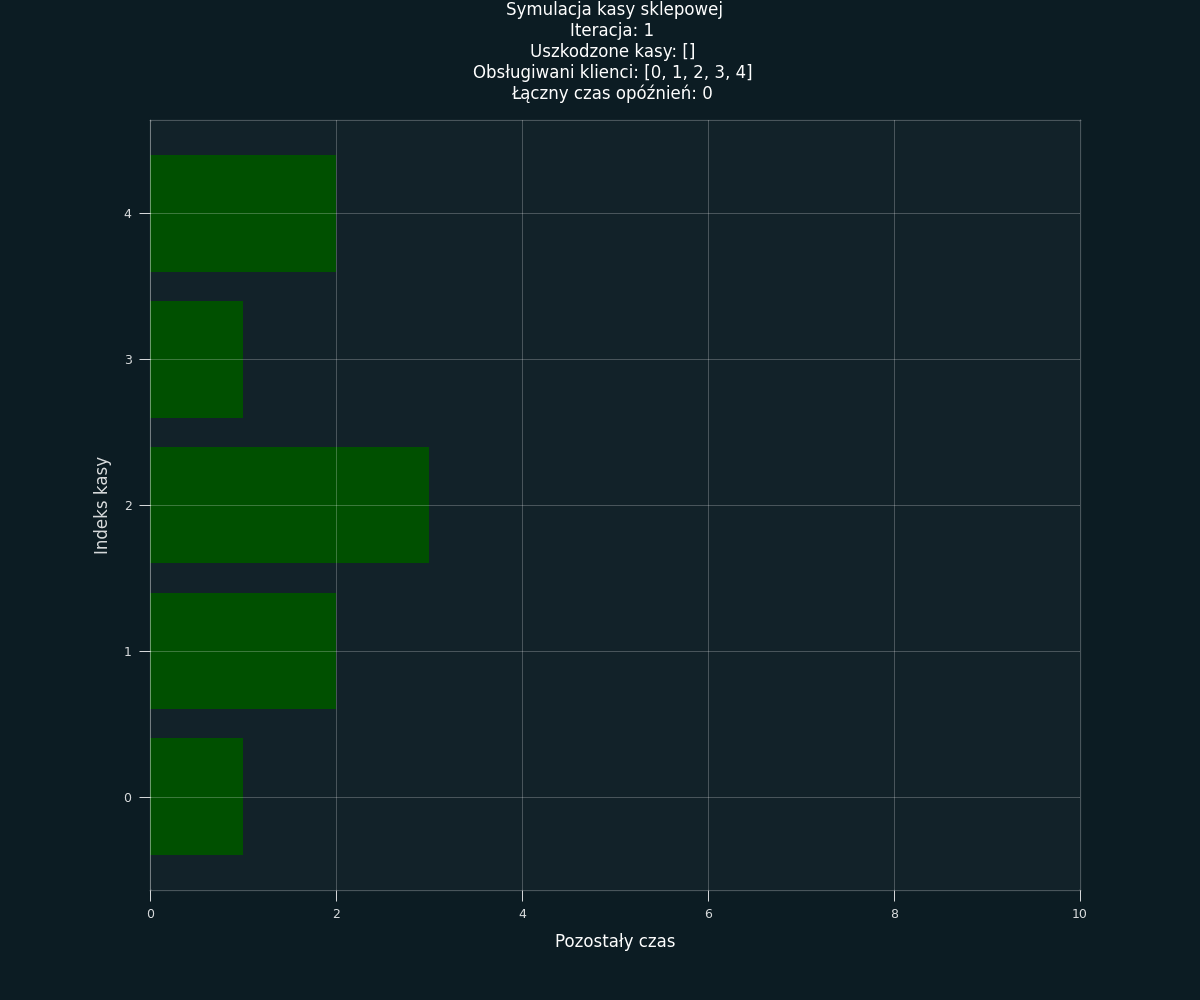 Symulacja kasy sklepowej
Iteracja: 1
Uszkodzone kasy: []
Obsługiwani klienci: [0, 1, 2, 3, 4]
Łączny czas opóźnień: 0
Indeks kasy
4
3
2
1
0
0 2 4 6 8 10
Pozostały czas